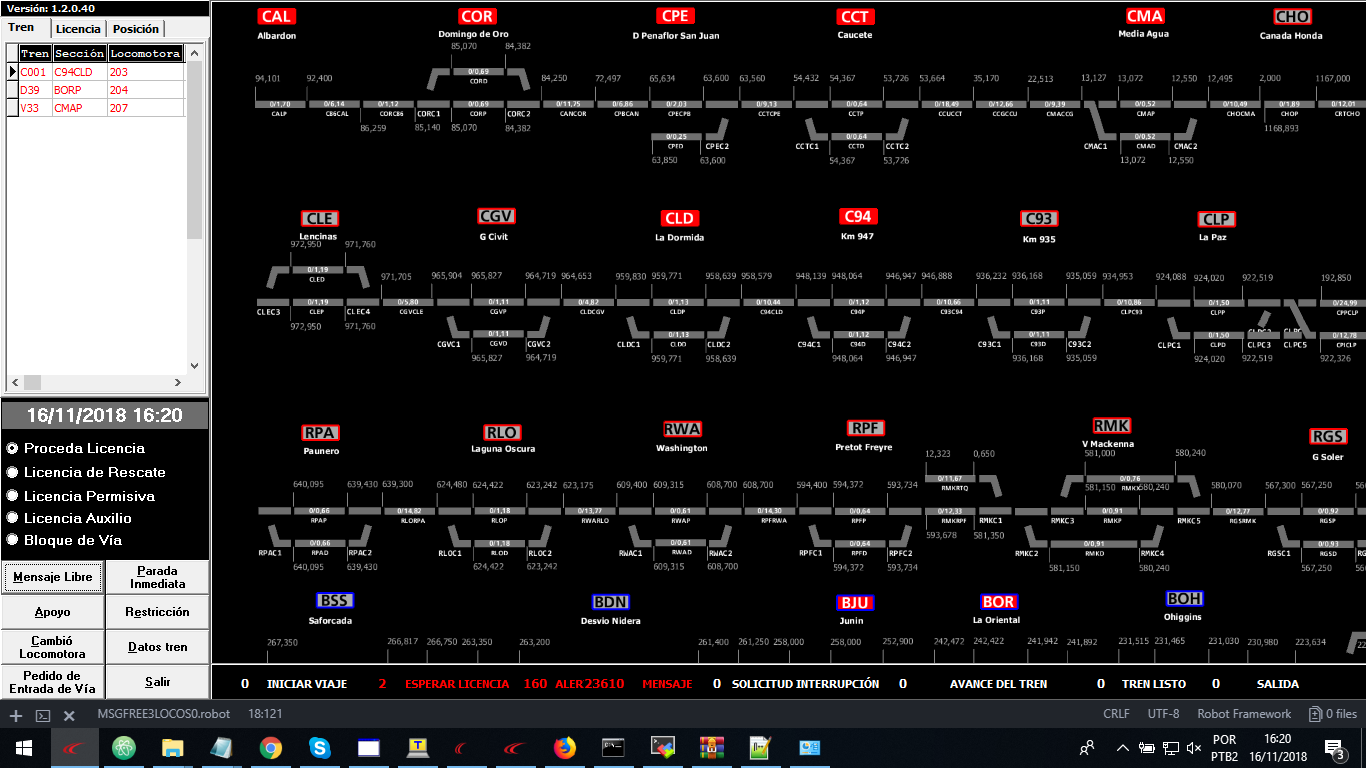 Versión: 1.2.0.40
Tren Licencia Posición
Tren Sección Locomotora
C001 C94CLD 203
D39 BORP 204
V33 CMAP 207
16/11/2018 16:20
Proceda Licencia
Licencia de Rescate
Licencia Permisiva
Licencia Auxilio
Bloque de Vía
Mensaje Libre Parada Inmediata
Apoyo Restricción
Cambió Locomotora Datos tren
Pedido de Entrada de Vía Salir
CAL COR CPE CCT CMA CHO
Albardon Domingo de Oro D Penaflor San Juan Caucete Media Agua Canada Honda
85,070 84,382
0/0,69
CORD
94,101 92,400 84,250 72,497 65,634 63,600 63,560 54,432 54,367 53,726 53,664 35,170 22,513 13,127 13,072 12,550 12,495 2,000 1167,000
0/1,70 0/6,14 0/1,12 0/0,69 0/11,75 0/6,86 0/2,03 0/9,13 0/0,64 0/18,49 0/12,66 0/9,39 0/0,52 0/10,49 0/1,89 0/12,01
CALP CB6CAL CORCB6 CORC1 CORP CORC2 CANCOR CPBCAN CPECPB CCTCPE CCTP CCUCCT CCGCCU CMACCG CMAP CHOCMA CHOP CRTCHO
86,259 85,140 85,070 84,382 1168,893
0/0,25 0/0,64 0/0,52
CPED CPEC2 CCTC1 CCTD CCTC2 CMAC1 CMAD CMAC2
63,850 63,600 54,367 53,726 13,072 12,550
CLE CGV CLD C94 C93 CLP
Lencinas G Civit La Dormida Km 947 Km 935 La Paz
972,950 971,760
0/1,19
CLED
971,705 965,904 965,827 964,719 964,653 959,830 959,771 958,639 958,579 948,139 948,064 946,947 946,888 936,232 936,168 935,059 934,953 924,088 924,020 922,519 192,850
0/1,19 0/5,80 0/1,11 0/4,82 0/1,13 0/10,44 0/1,12 0/10,66 0/1,11 0/10,86 0/1,50 0/24,99
CLEC3 CLEP CLEC4 GGVCLE CGVP CLDCGV CLDP C94CLD C94P C93C94 C93P CLPC93 CLPP CPPCLP
972,950 971,760
0/1,11 0/1,13 0/1,12 0/1,11 0/1,50 0/12,78
CGVC1 CGVD CGVC2 CLDC1 CLDD CLDC2 C94C1 C94D C94C2 C93C1 C93D C93C2 CLPC1 CLPD CLPC3 CLPC5 CPICLP
965,827 964,719 959,771 958,639 948,064 946,947 936,168 935,059 924,020 922,519 922,326
RPA RLO RWA RPF RMK RGS
Paunero Laguna Oscura Washington Pretot Freyre V Mackenna G Soler
12,323 0,650 581,000 580,240
0/11,67 0/0,76
RMKRTQ 581,150 580,240
640,095 639,430 639,300 624,480 624,422 623,242 623,175 609,400 609,315 608,700 608,700 594,400 594,372 593,734 580,070 567,300 567,250
0/0,66 0/14,82 0/1,18 0/13,77 0/0,61 0/14,30 0/0,64 0/12,33 0/0,91 0/12,77 0/0,92
RPAP RLORPA RLOP RWARLO RWAP RPFRWA RPFP RMKRPF RMKC1 RMKC3 RMKP RMKC5 RGSRMK RGSP
593,678 581,350
0/0,66 0/1,18 0/0,61 0/0,64 0/0,91 0/0,93
RPAC1 RPAD RPAC2 RLOC1 RLOD RLOC2 RWAC1 RWAD RWAC2 RPFC1 RPFD RPFC2 RMKC2 RMKD RMKC4 RGSC1 RGSD
640,095 639,430 624,422 623,242 609,315 608,700 594,372 593,734 581,150 580,240 567,250
BSS BDN BJU BOR BOH
Saforcada Desvio Nidera Junin La Oriental Ohiggins
267,350 266,817 266,750 263,350 263,200 261,400 261,250 258,000 258,000 252,900 242,472 242,422 241,942 241,892 231,515 231,465 231,030 230,980 223,634
0 INICIAR VIAJE 2 ESPERAR LICENCIA 160 ALER23610 MENSAJE 0 SOLICITUD INTERRUPCIÓN 0 AVANCE DEL TREN 0 TREN LISTO 0 SALIDA
MSGFREE3LOCOS0.robot 18:121 CRLF UTF-8 Robot Framework 0 files
POR PTB2 16:20 16/11/2018 3